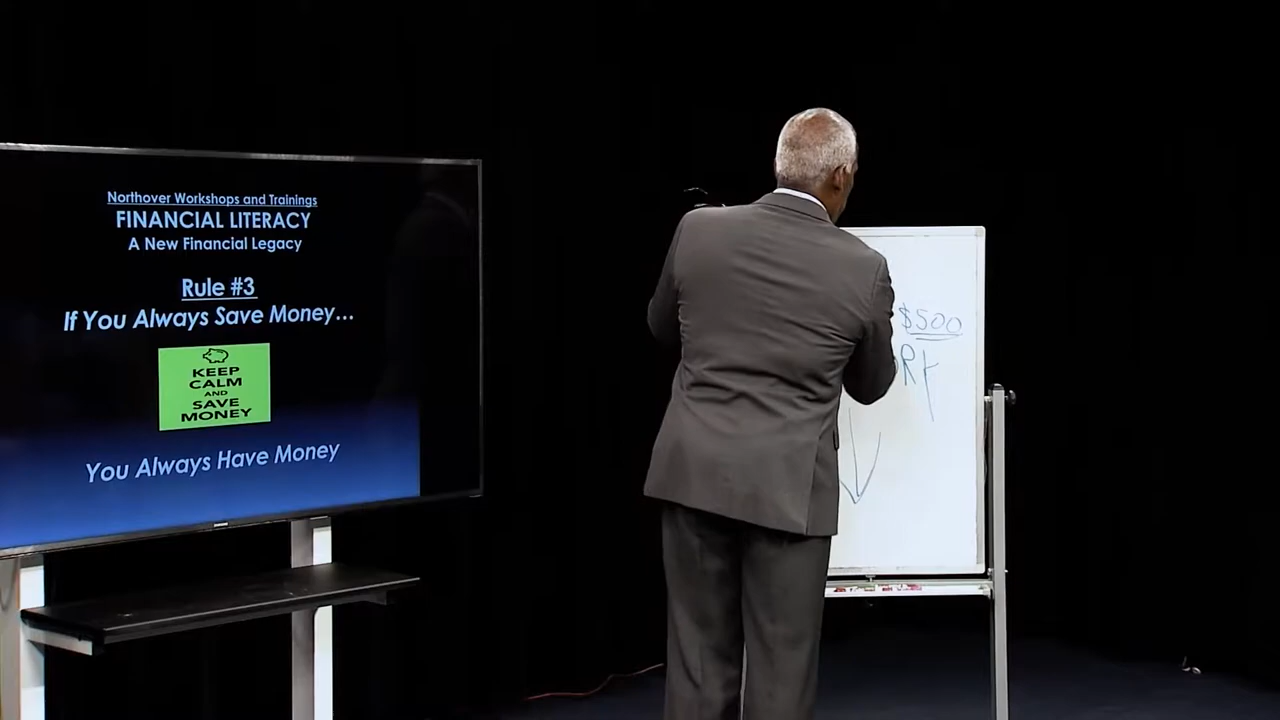 Northover Workshops and Trainings
FINANCIAL LITERACY
A New Financial Legacy
Rule #3
If You Always Save Money...
KEEP
CALM
AND
SAVE
MONEY
You Always Have Money
$500